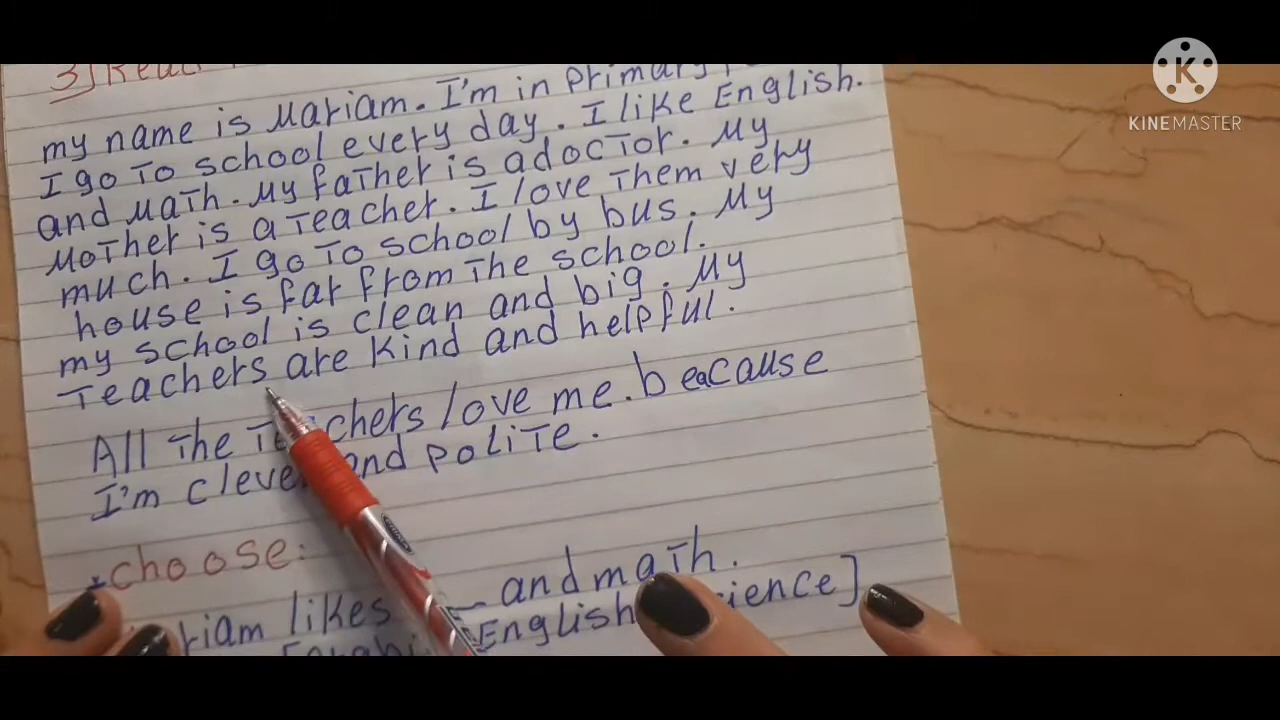 3) Read
my name is Mariam. I'm in primary
I go to school every day. I like English.
and Math. My father is a doctor. My
Mother is a teacher. I love them very
much. I go to school by bus. My
house is far from the school.
my school is clean and big. My
Teachers are kind and helpful.
All the Teachers love me. beacause
I'm clever and polite.
choose:
riam likes and math.
English ience]
K
KINEMASTER